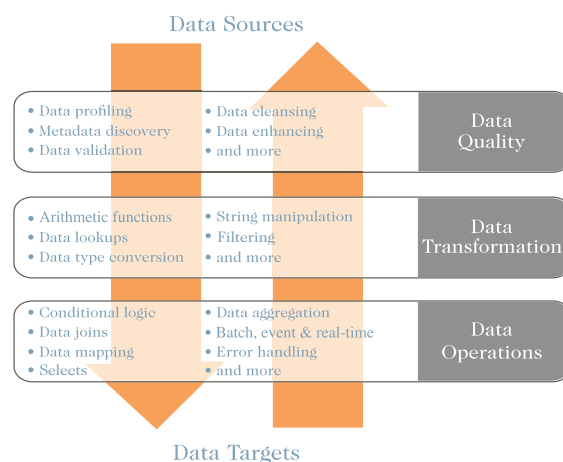 Data Sources
• Data profiling
• Metadata discovery
• Data validation
• Data cleansing
• Data enhancing
• and more
Data
Quality
• Arithmetic functions
• Data lookups
• Data type conversion
• String manipulation
• Filtering
• and more
Data
Transformation
• Conditional logic
• Data joins
• Data mapping
• Selects
• Data aggregation
• Batch, event & real-time
• Error handling
• and more
Data
Operations
Data Targets